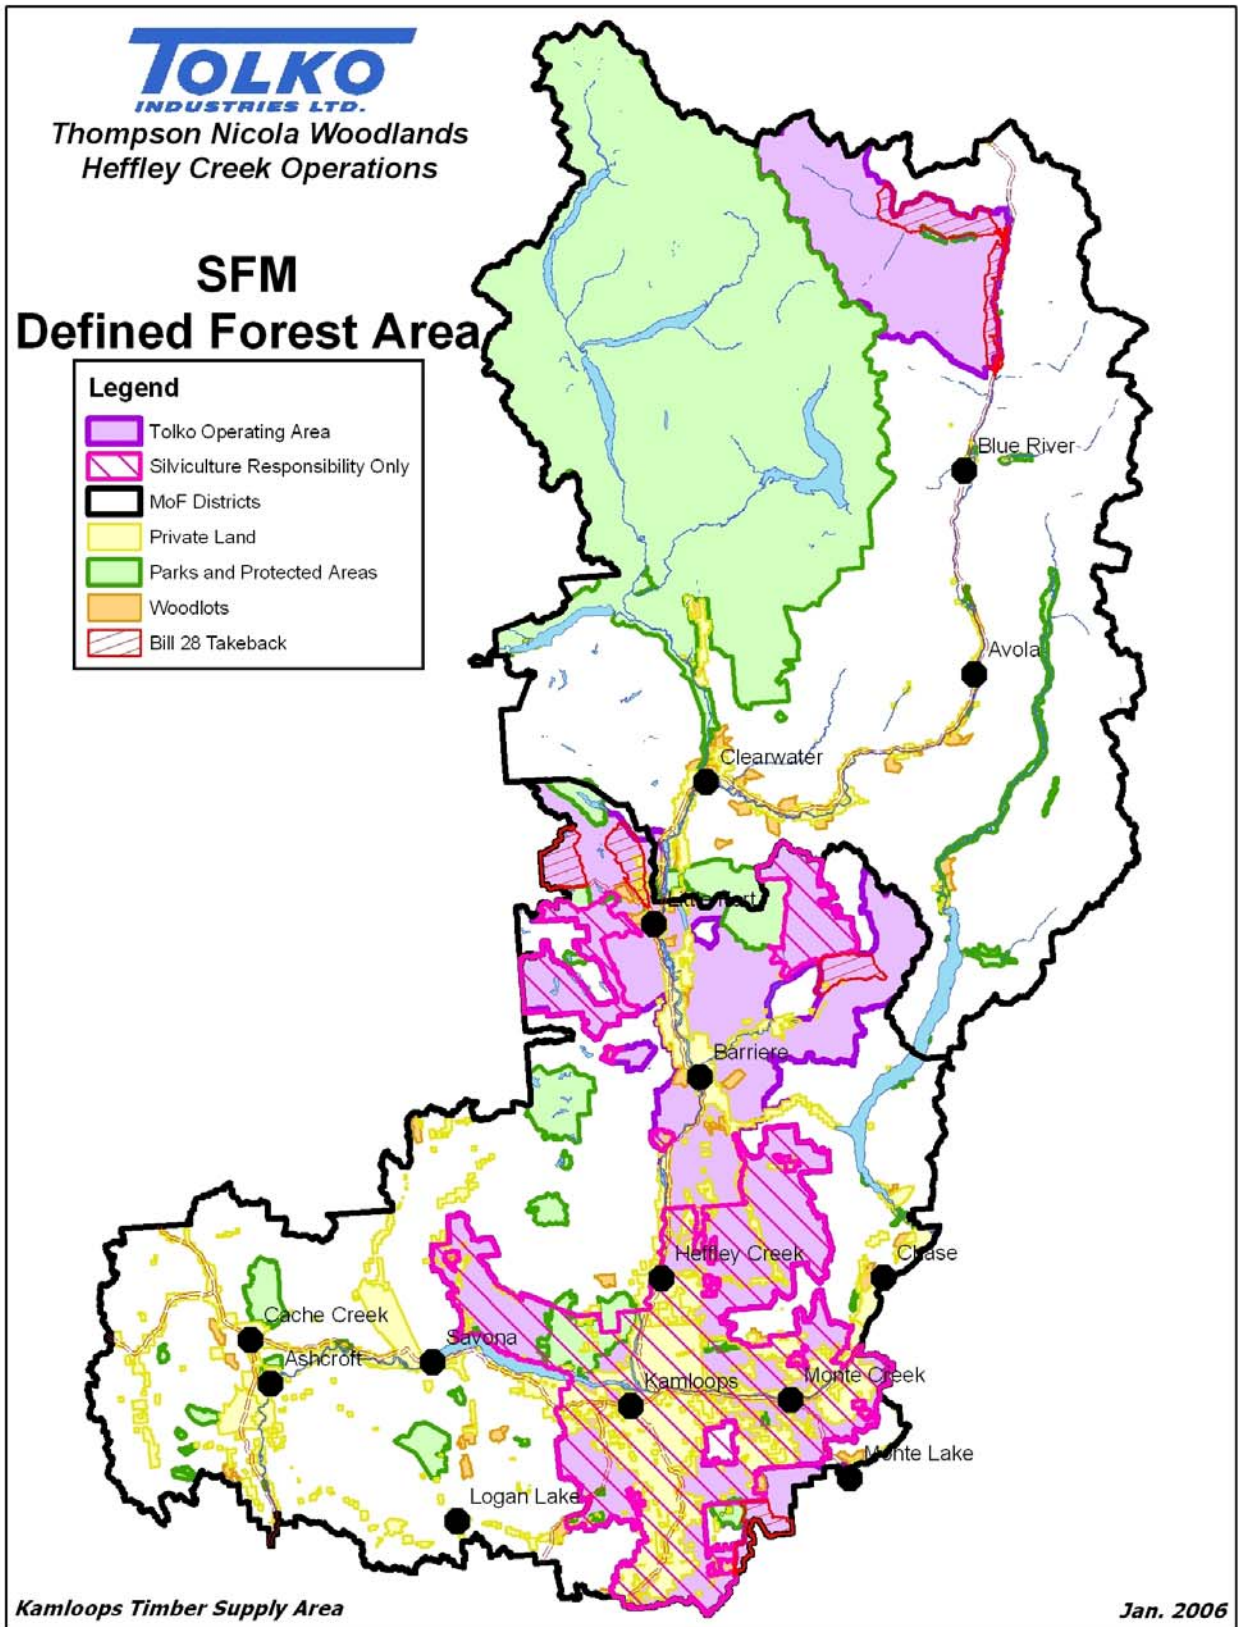 TOLKO
INDUSTRIES LTD.
Thompson Nicola Woodlands
Heffley Creek Operations
SFM
Defined Forest Area
Legend
Tolko Operating Area
Silviculture Responsibility Only
MoF Districts
Private Land
Parks and Protected Areas
Woodlots
Bill 28 Takeback
Blue River
Avola
Clearwater
Barriere
Heffley Creek
Chase
Cache Creek
Savona
Ashcroft
Kamloops
Monte Creek
Monte Lake
Logan Lake
Kamloops Timber Supply Area
Jan. 2006